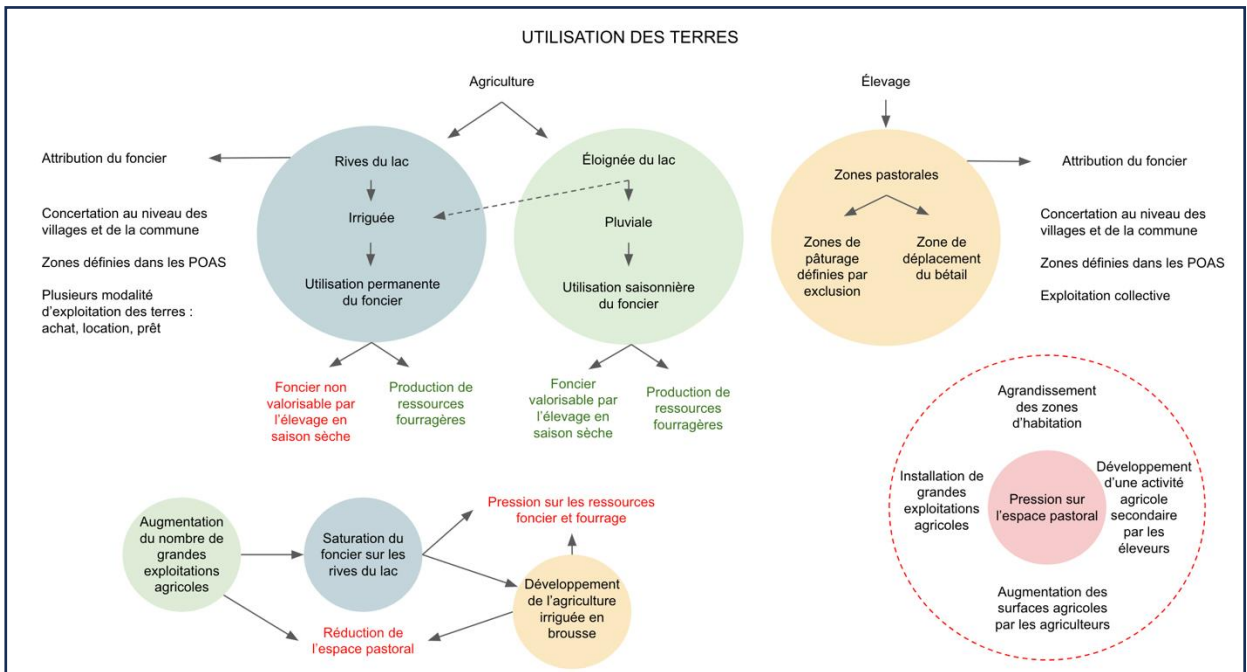 UTILISATION DES TERRES
Agriculture
Élevage
Attribution du foncier
Concertation au niveau des
villages et de la commune
Zones définies dans les POAS
Plusieurs modalité
d'exploitation des terres :
achat, location, prêt
Rives du lac
Irriguée
Utilisation permanente
du foncier
Foncier non
valorisable par
l'élevage en
saison sèche
Production de
ressources
fourragères
Éloignée du lac
Pluviale
Utilisation saisonnière
du foncier
Foncier
valorisable par
l'élevage en
saison sèche
Production de
ressources
fourragères
Zones pastorales
Zones de
pâturage
définies par
exclusion
Zone de
déplacement
du bétail
Attribution du foncier
Concertation au niveau des
villages et de la commune
Zones définies dans les POAS
Exploitation collective
Augmentation
du nombre de
grandes
exploitations
agricoles
Saturation du
foncier sur les
rives du lac
Pression sur les ressources
foncier et fourrage
Développement
de l'agriculture
irriguée en
brousse
Réduction de
l'espace pastoral
Agrandissement
des zones
d'habitation
Installation de
grandes
exploitations
agricoles
Pression sur
l'espace pastoral
Développement
d'une activité
agricole
secondaire
par les
éleveurs
Augmentation des
surfaces agricoles
par les agriculteurs